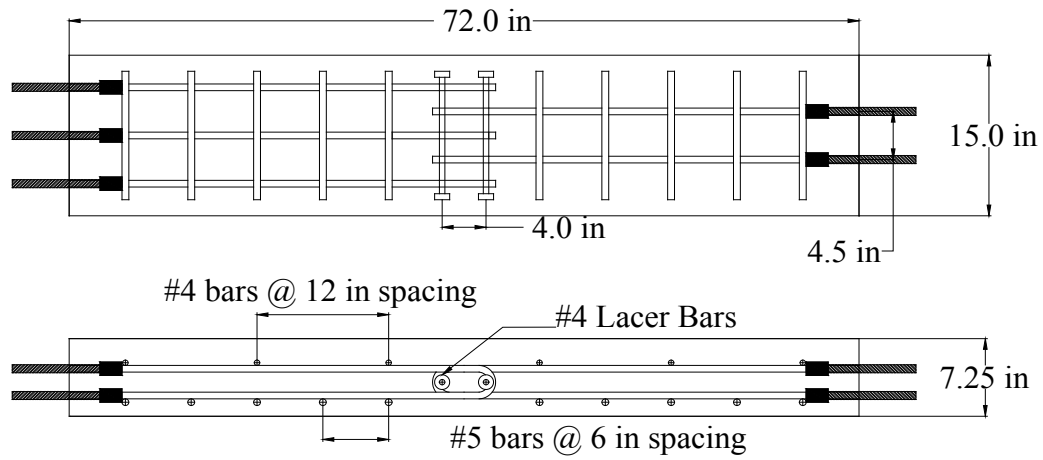 72.0 in
15.0 in
4.0 in
4.5 in
#4 bars @ 12 in spacing
#4 Lacer Bars
7.25 in
#5 bars @ 6 in spacing